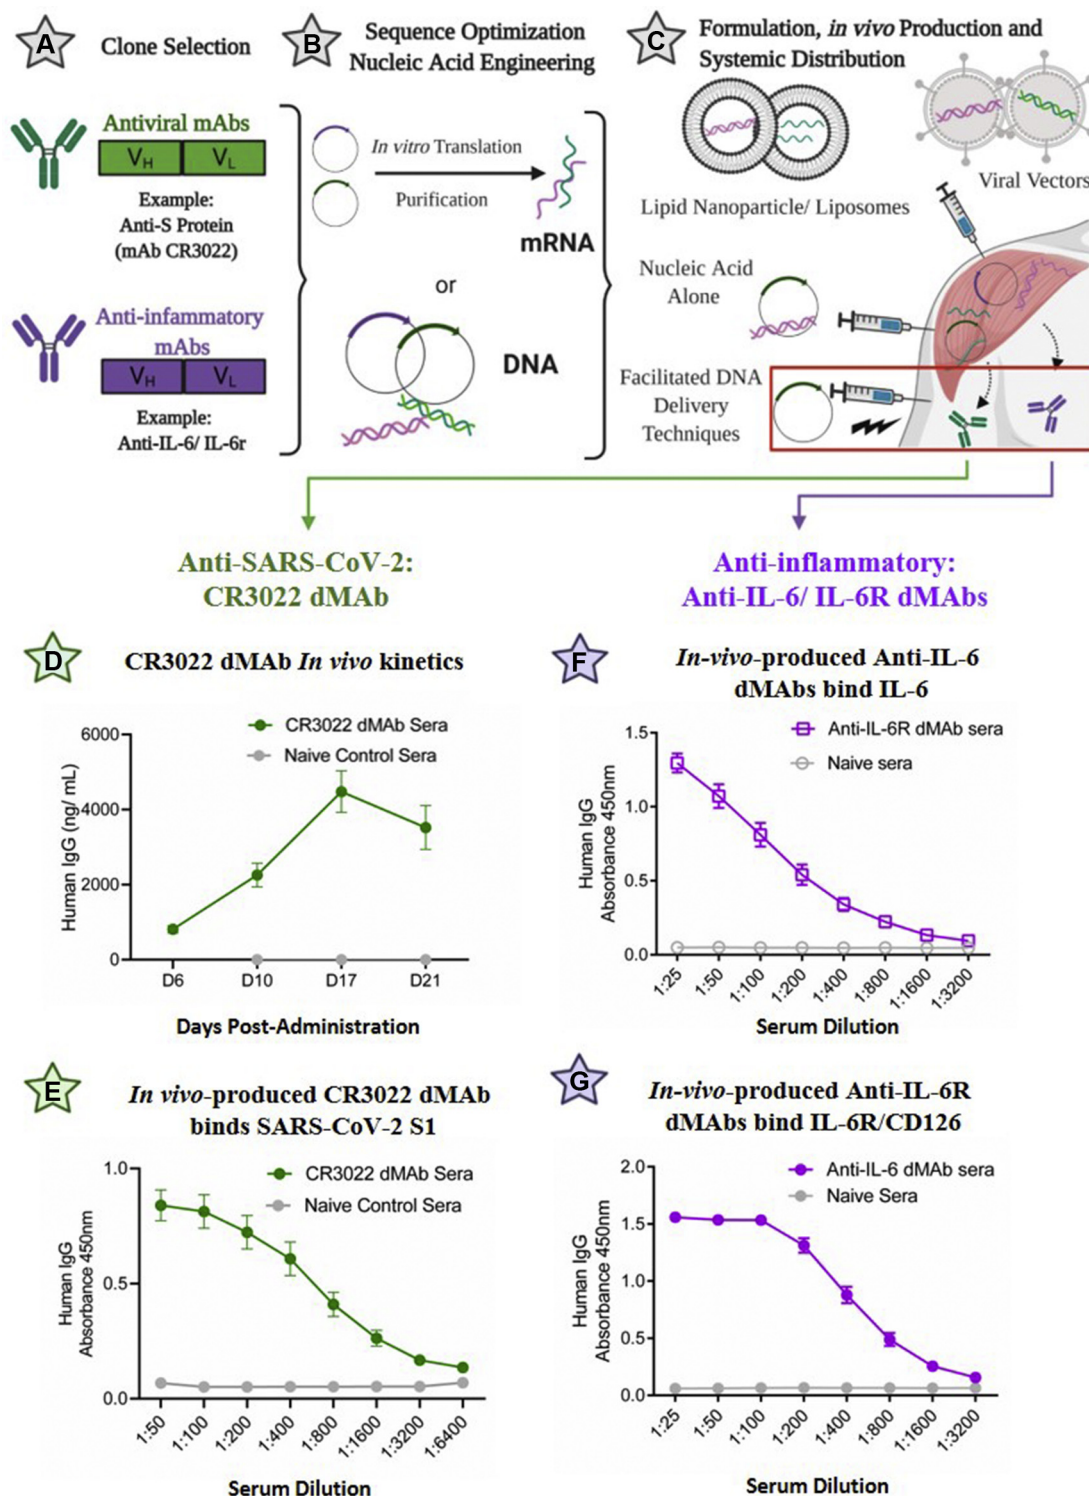 A
Clone Selection
Antiviral mAbs
VH VL
Example:
Anti-S Protein
(mAb CR3022)
Anti-infammatory
mAbs
VH VL
Example:
Anti-IL-6/ IL-6r
B
Sequence Optimization
Nucleic Acid Engineering
In vitro Translation
Purification
mRNA
or
DNA
C
Formulation, in vivo Production and
Systemic Distribution
Lipid Nanoparticle/ Liposomes
Viral Vectors
Nucleic Acid
Alone
Facilitated DNA
Delivery
Techniques
Anti-SARS-CoV-2:
CR3022 dMAb
Anti-inflammatory:
Anti-IL-6/ IL-6R dMAbs
D
CR3022 dMAb In vivo kinetics
CR3022 dMAb Sera
Naive Control Sera
Human IgG (ng/ mL)
6000
4000
2000
0
D6 D10 D17 D21
Days Post-Administration
F
In-vivo-produced Anti-IL-6
dMAbs bind IL-6
Anti-IL-6R dMAb sera
Naive sera
Human IgG
Absorbance 450nm
1.5
1.0
0.5
0.0
1:25 1:50 1:100 1:200 1:400 1:800 1:1600 1:3200
Serum Dilution
E
In vivo-produced CR3022 dMAb
binds SARS-CoV-2 S1
CR3022 dMAb Sera
Naive Control Sera
Human IgG
Absorbance 450nm
1.0
0.5
0.0
1:50 1:100 1:200 1:400 1:800 1:1600 1:3200 1:6400
Serum Dilution
G
In-vivo-produced Anti-IL-6R
dMAbs bind IL-6R/CD126
Anti-IL-6 dMAb sera
Naive Sera
Human IgG
Absorbance 450nm
2.0
1.5
1.0
0.5
0.0
1:25 1:50 1:100 1:200 1:400 1:800 1:1600 1:3200
Serum Dilution